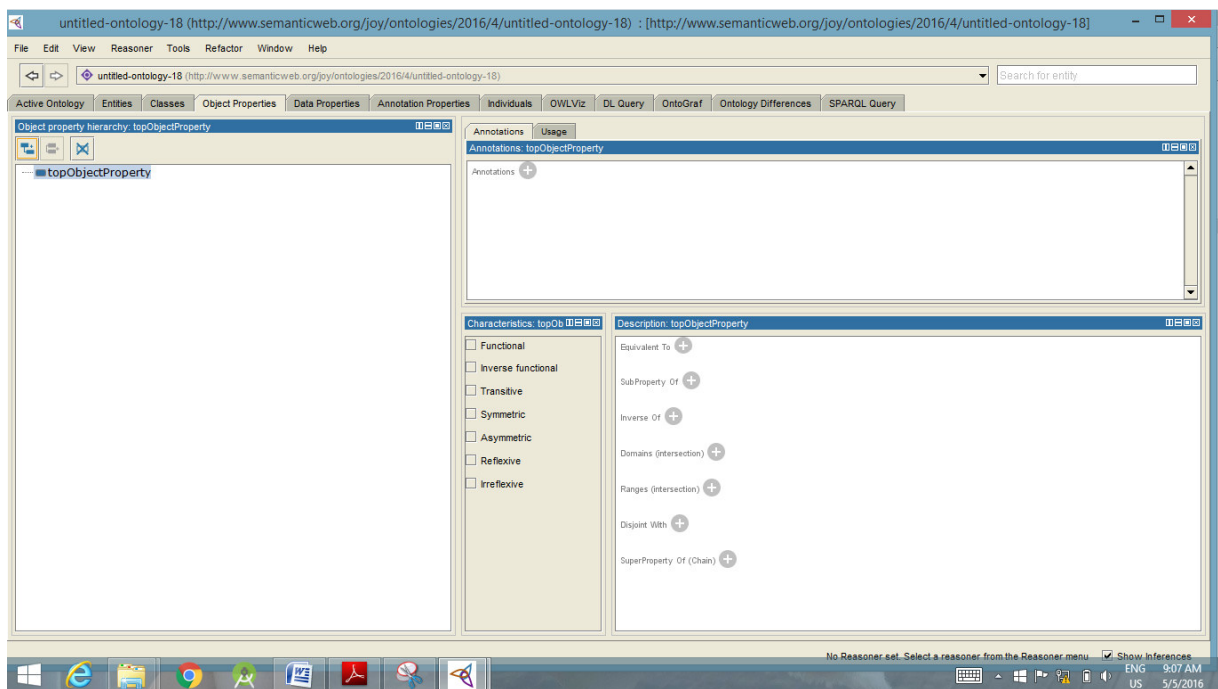 untitled-ontology-18 (http://www.semanticweb.org/joy/ontologies/2016/4/untitled-ontology-18) : [http://www.semanticweb.org/joy/ontologies/2016/4/untitled-ontology-18]
File Edit View Reasoner Tools Refactor Window Help
untitled-ontology-18 (http://www.semanticweb.org/joy/ontologies/2016/4/untitled-ontology-18)
Search for entity
Active Ontology Entities Classes Object Properties Data Properties Annotation Properties Individuals OWLViz DL Query OntoGraf Ontology Differences SPARQL Query
Object property hierarchy: topObjectProperty
topObjectProperty
Annotations Usage
Annotations: topObjectProperty
Annotations
Characteristics: topOb
Functional
Inverse functional
Transitive
Symmetric
Asymmetric
Reflexive
Irreflexive
Description: topObjectProperty
Equivalent To
SubProperty Of
Inverse Of
Domains (intersection)
Ranges (intersection)
Disjoint With
SuperProperty Of (Chain)
No Reasoner set. Select a reasoner from the Reasoner menu Show Inferences
ENG 9:07 AM
US 5/5/2016